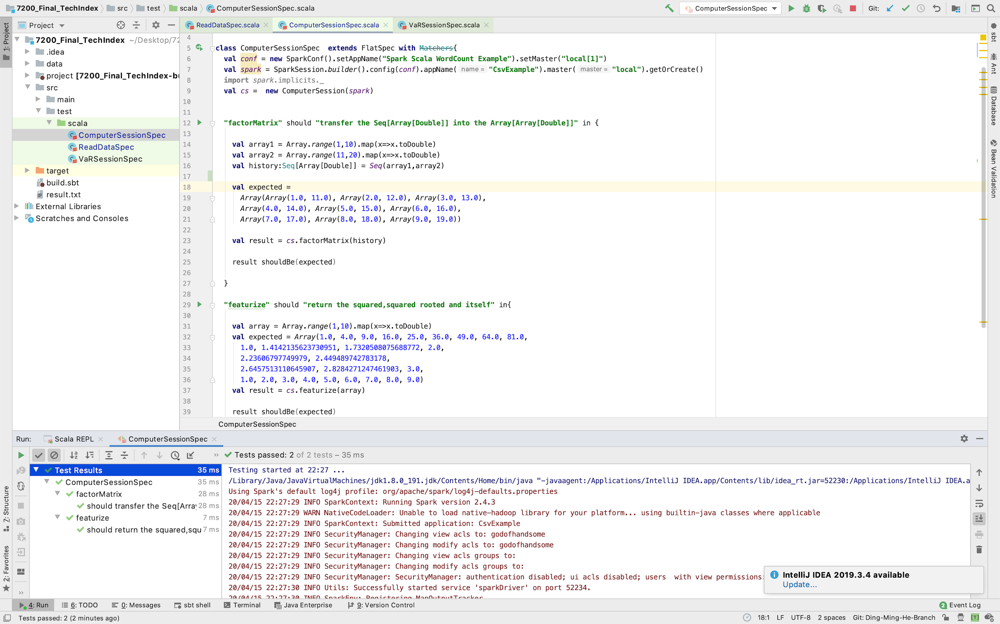 7200_Final_TechIndex src test scala ComputerSessionSpec.scala ComputerSessionSpec Git:
Project
ReadDataSpec.scala ComputerSessionSpec.scala VaRSessionSpec.scala
1: Project
7200_Final_TechIndex ~/Desktop/72
.idea
data
project [7200_Final_TechIndex-bu
src
main
test
scala
ComputerSessionSpec
ReadDataSpec
VaRSessionSpec
target
build.sbt
result.txt
External Libraries
Scratches and Consoles
7: Structure
2: Favorites
4
5 class ComputerSessionSpec extends FlatSpec with Matchers{
6 val conf = new SparkConf().setAppName("Spark Scala WordCount Example").setMaster("local[1]")
7 val spark = SparkSession.builder().config(conf).appName( name = "CsvExample").master( master = "local").getOrCreate()
8 import spark.implicits._
9 val cs = new ComputerSession(spark)
10
11
12 "factorMatrix" should "transfer the Seq[Array[Double]] into the Array[Array[Double]]" in {
13
14 val array1 = Array.range(1,10).map(x=>x.toDouble)
15 val array2 = Array.range(11,20).map(x=>x.toDouble)
16 val history:Seq[Array[Double]] = Seq(array1,array2)
17
18 val expected =
19 Array(Array(1.0, 11.0), Array(2.0, 12.0), Array(3.0, 13.0),
20 Array(4.0, 14.0), Array(5.0, 15.0), Array(6.0, 16.0),
21 Array(7.0, 17.0), Array(8.0, 18.0), Array(9.0, 19.0))
22
23 val result = cs.factorMatrix(history)
24
25 result shouldBe(expected)
26
27 }
28
29 "featurize" should "return the squared,squared rooted and itself" in{
30
31 val array = Array.range(1,10).map(x=>x.toDouble)
32 val expected = Array(1.0, 4.0, 9.0, 16.0, 25.0, 36.0, 49.0, 64.0, 81.0,
33 1.0, 1.4142135623730951, 1.7320508075688772, 2.0,
34 2.23606797749979, 2.449489742783178,
35 2.6457513110645907, 2.8284271247461903, 3.0,
36 1.0, 2.0, 3.0, 4.0, 5.0, 6.0, 7.0, 8.0, 9.0)
37 val result = cs.featurize(array)
38
39 result shouldBe(expected)
ComputerSessionSpec
sbt
Ant
Database
Bean Validation
Run: Scala REPL ComputerSessionSpec
Tests passed: 2 of 2 tests – 35 ms
Test Results 35 ms
ComputerSessionSpec 35 ms
factorMatrix 28 ms
should transfer the Seq[Array 28 ms
featurize 7 ms
should return the squared,squ 7 ms
Testing started at 22:27 ...
/Library/Java/JavaVirtualMachines/jdk1.8.0_191.jdk/Contents/Home/bin/java "-javaagent:/Applications/IntelliJ IDEA.app/Contents/lib/idea_rt.jar=52230:/Applications/IntelliJ IDEA.a
Using Spark's default log4j profile: org/apache/spark/log4j-defaults.properties
20/04/15 22:27:29 INFO SparkContext: Running Spark version 2.4.3
20/04/15 22:27:29 WARN NativeCodeLoader: Unable to load native-hadoop library for your platform... using builtin-java classes where applicable
20/04/15 22:27:29 INFO SparkContext: Submitted application: CsvExample
20/04/15 22:27:29 INFO SecurityManager: Changing view acls to: godofhandsome
20/04/15 22:27:29 INFO SecurityManager: Changing modify acls to: godofhandsome
20/04/15 22:27:29 INFO SecurityManager: Changing view acls groups to:
20/04/15 22:27:29 INFO SecurityManager: Changing modify acls groups to:
20/04/15 22:27:29 INFO SecurityManager: SecurityManager: authentication disabled; ui acls disabled; users with view permissions:
20/04/15 22:27:30 INFO Utils: Successfully started service 'sparkDriver' on port 52234.
20/04/15 22:27:30 INFO SparkEnv: Registering MapOutputTracker
IntelliJ IDEA 2019.3.4 available
Update...
4: Run 6: TODO 0: Messages sbt shell Terminal Java Enterprise 9: Version Control 2 Event Log
Tests passed: 2 (2 minutes ago) 18:1 LF UTF-8 2 spaces Git: Ding-Ming-He-Branch [T]